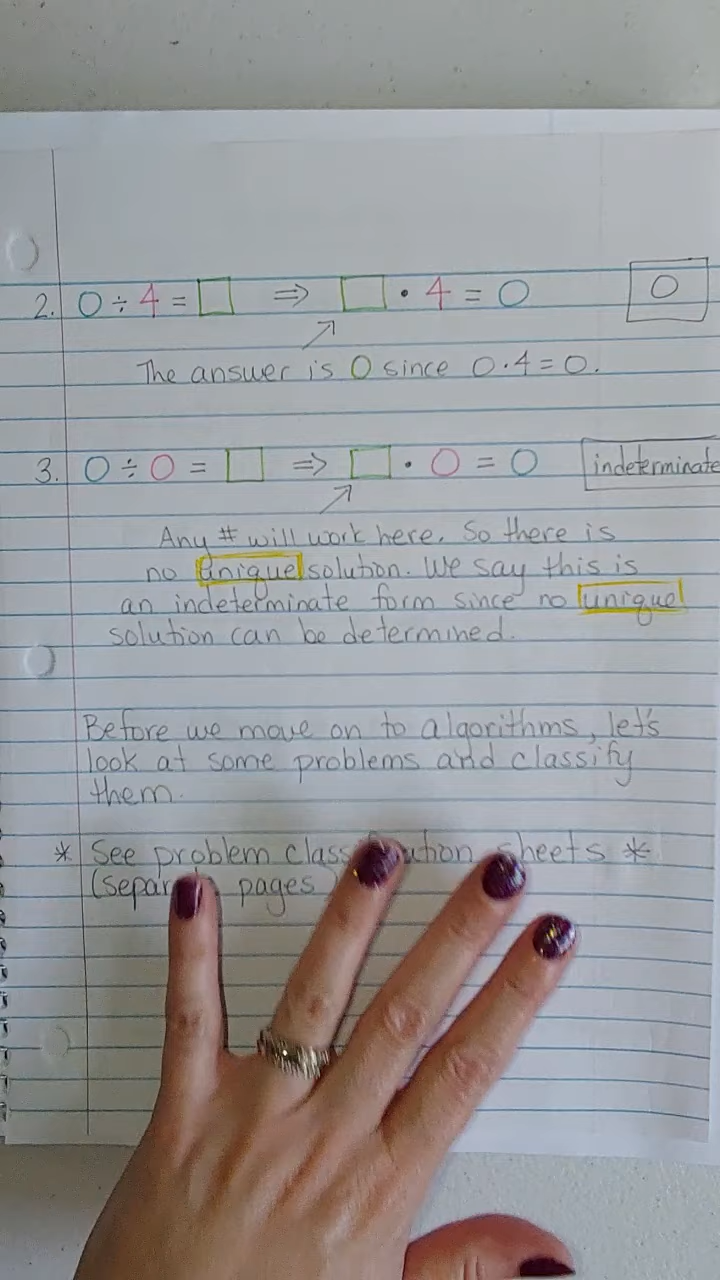 2. 0 ÷ 4 = □ ⇒ □ · 4 = 0 0
The answer is 0 since 0·4=0.
3. 0 ÷ 0 = □ ⇒ □ · 0 = 0 indeterminate
Any # will work here. So there is
no unique solution. We say this is
an indeterminate form since no unique
solution can be determined.
Before we move on to algorithms, let's
look at some problems and classify
them.
* See problem sheets *
pages